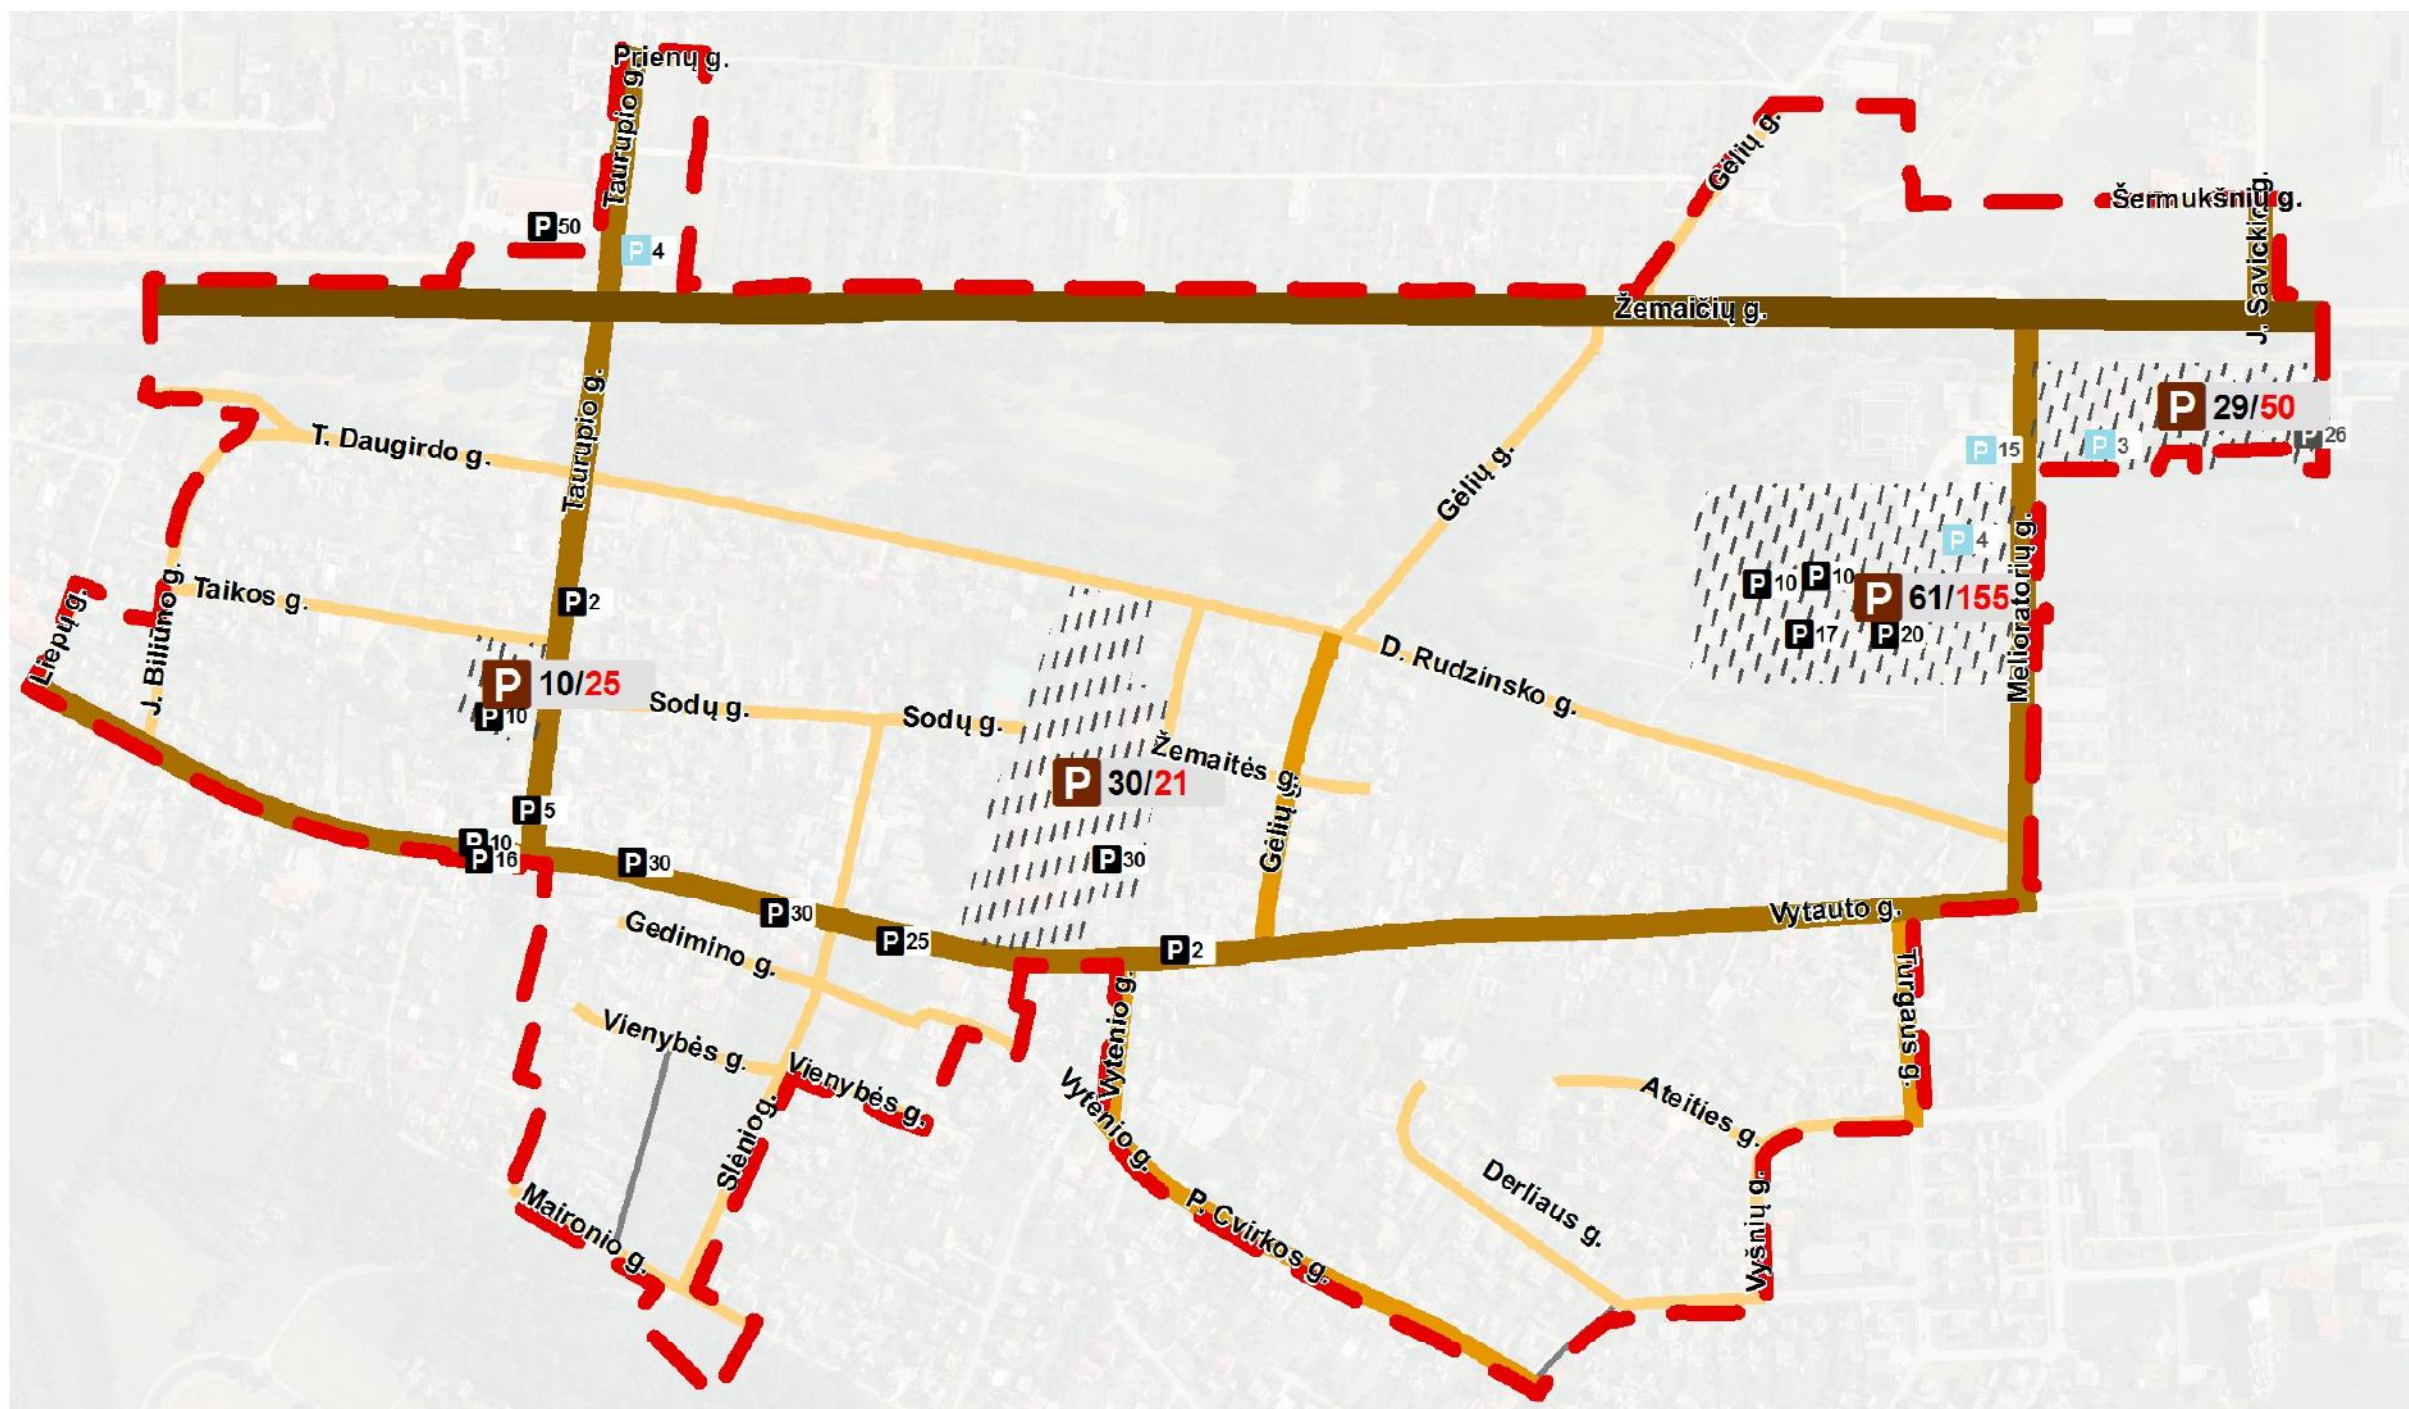 Prienų g.
Taurupio g.
Gėlių g.
Šermukšnių g.
J. Savickio g.
P 50
P 4
Žemaičių g.
Taurupio g.
T. Daugirdo g.
Gėlių g.
P 29/50
P 3
P 26
P 15
P 4
Melioratorių g.
P 10
P 10
P 61/155
P 17
P 20
Liepų g.
J. Biliūno g.
Taikos g.
P 2
P 10/25
P 10
Sodų g.
Sodų g.
D. Rudzinsko g.
Žemaitės g.
P 30/21
Gėlių g.
P 5
P 10
P 16
P 30
P 30
P 30
P 25
P 2
Vytauto g.
Gedimino g.
Vytenio g.
Turgaus g.
Vienybės g.
Vienybės g.
Vytenio g.
Ateities g.
Slėniog.
Derliaus g.
Vyšnių g.
Maironio g.
P. Cvirkos g.